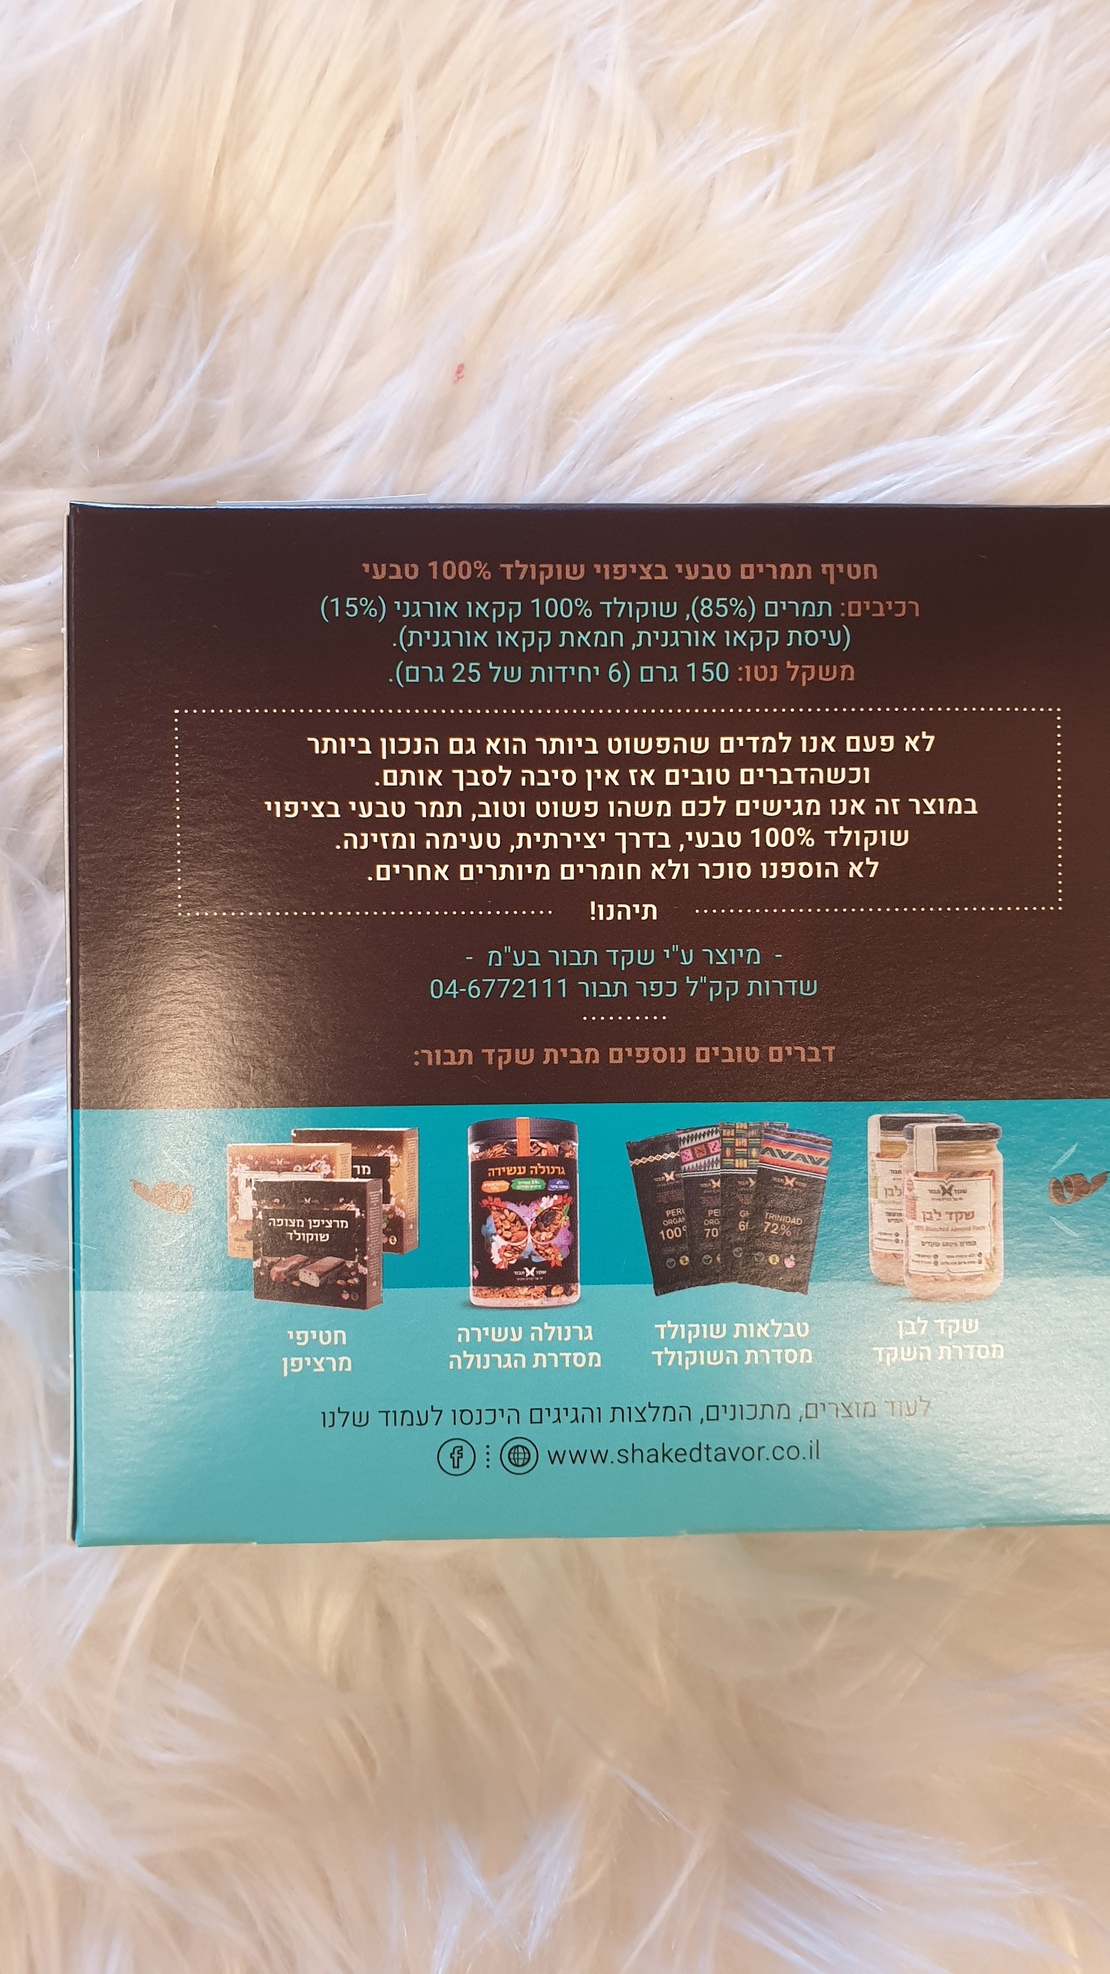 חטיף תמרים טבעי בציפוי שוקולד 100% טבעי
רכיבים: תמרים (85%), שוקולד 100% קקאו אורגני (15%)
(עיסת קקאו אורגנית, חמאת קקאו אורגנית).
משקל נטו: 150 גרם (6 יחידות של 25 גרם).
לא פעם אנו למדים שהפשוט ביותר הוא גם הנכון ביותר
וכשהדברים טובים אז אין סיבה לסבך אותם.
במוצר זה אנו מגישים לכם משהו פשוט וטוב, תמר טבעי בציפוי
שוקולד 100% טבעי, בדרך יצירתית, טעימה ומזינה.
לא הוספנו סוכר ולא חומרים מיותרים אחרים.
תיהנו!
- מיוצר ע"י שקד תבור בע"מ -
שדרות קק"ל כפר תבור 04-6772111
דברים טובים נוספים מבית שקד תבור:
שקד לבן
TRINIDAD
72%
PERU
ORGANIC
100%
גרנולה עשירה
מרציפן מצופה
שוקולד
שקד לבן
מסדרת השקד
טבלאות שוקולד
מסדרת השוקולד
גרנולה עשירה
מסדרת הגרנולה
חטיפי
מרציפן
לעוד מוצרים, מתכונים, המלצות והגיגים היכנסו לעמוד שלנו
www.shakedtavor.co.il